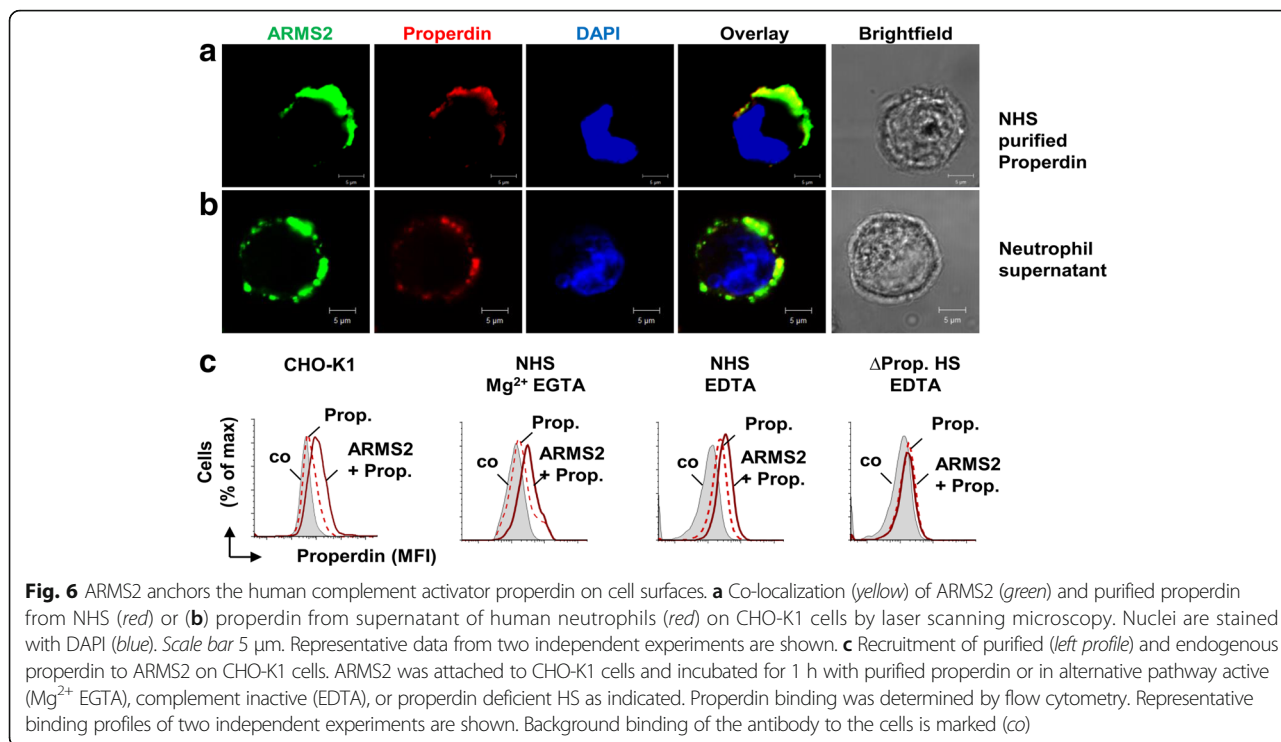 ARMS2 Properdin DAPI Overlay Brightfield
a
NHS
purified
Properdin
5 µm 5 µm 5 µm 5 µm 5 µm
b
Neutrophil
supernatant
5 µm 5 µm 5 µm 5 µm 5 µm
c
CHO-K1
NHS
Mg²⁺ EGTA
NHS
EDTA
ΔProp. HS
EDTA
Cells
(% of max)
Prop.
co
ARMS2
+ Prop.
Prop.
co
ARMS2
+ Prop.
Prop.
co
ARMS2
+ Prop.
Prop.
co
ARMS2
+ Prop.
Properdin (MFI)
Fig. 6 ARMS2 anchors the human complement activator properdin on cell surfaces. a Co-localization (yellow) of ARMS2 (green) and purified properdin
from NHS (red) or (b) properdin from supernatant of human neutrophils (red) on CHO-K1 cells by laser scanning microscopy. Nuclei are stained
with DAPI (blue). Scale bar 5 μm. Representative data from two independent experiments are shown. c Recruitment of purified (left profile) and endogenous
properdin to ARMS2 on CHO-K1 cells. ARMS2 was attached to CHO-K1 cells and incubated for 1 h with purified properdin or in alternative pathway active
(Mg²⁺ EGTA), complement inactive (EDTA), or properdin deficient HS as indicated. Properdin binding was determined by flow cytometry. Representative
binding profiles of two independent experiments are shown. Background binding of the antibody to the cells is marked (co)